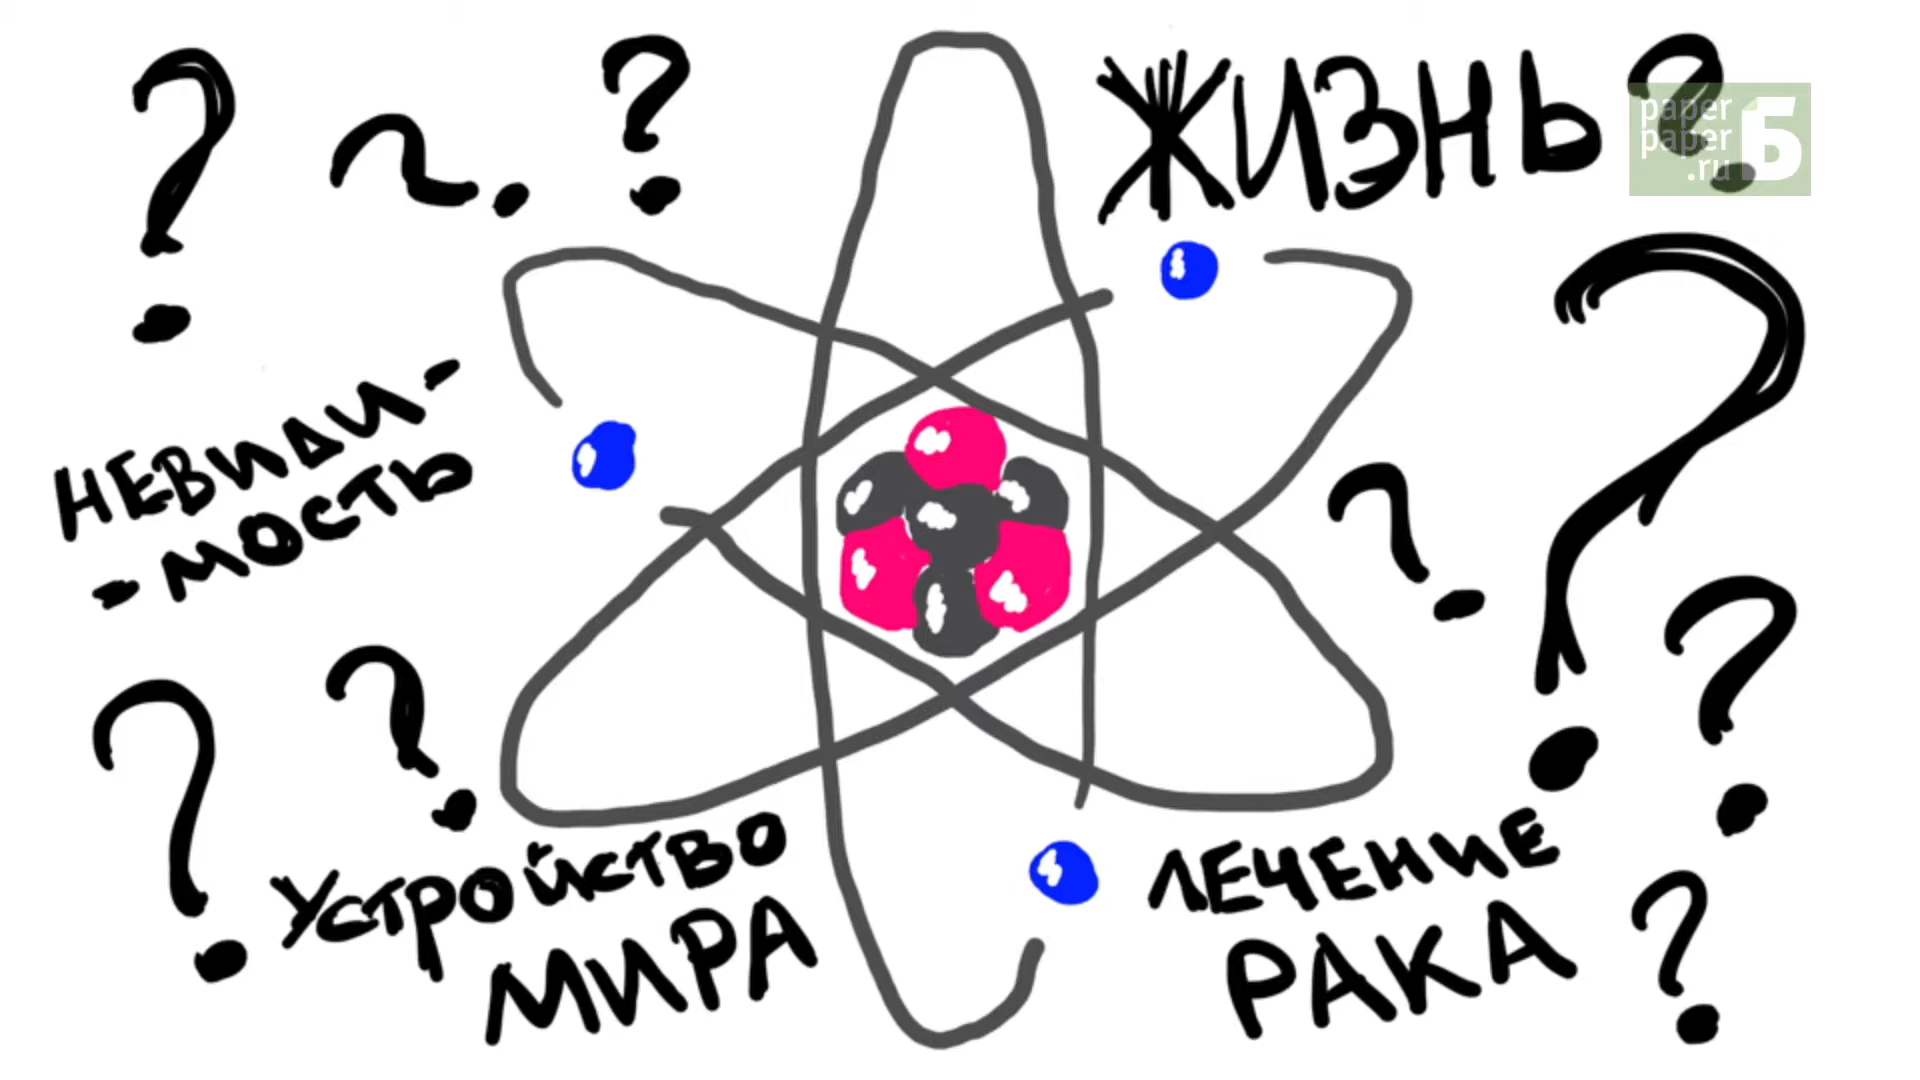 ? ? ?
ЖИЗНЬ?
paper
paper
.ru
Б
НЕВИДИ-
-МОСТЬ
?
?
?
?
?
УСТРОЙСТВО
МИРА
ЛЕЧЕНИЕ
РАКА
?